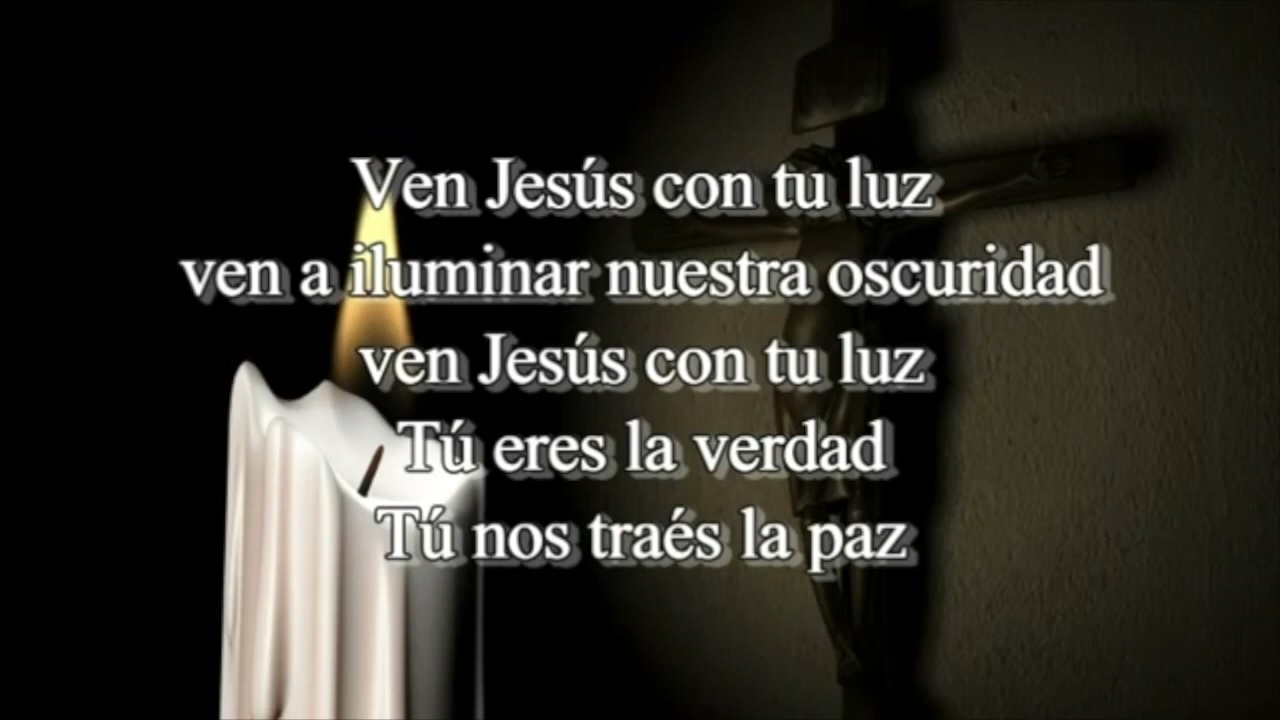 Ven Jesús con tu luz
ven a iluminar nuestra oscuridad
ven Jesús con tu luz
Tú eres la verdad
Tú nos traés la paz